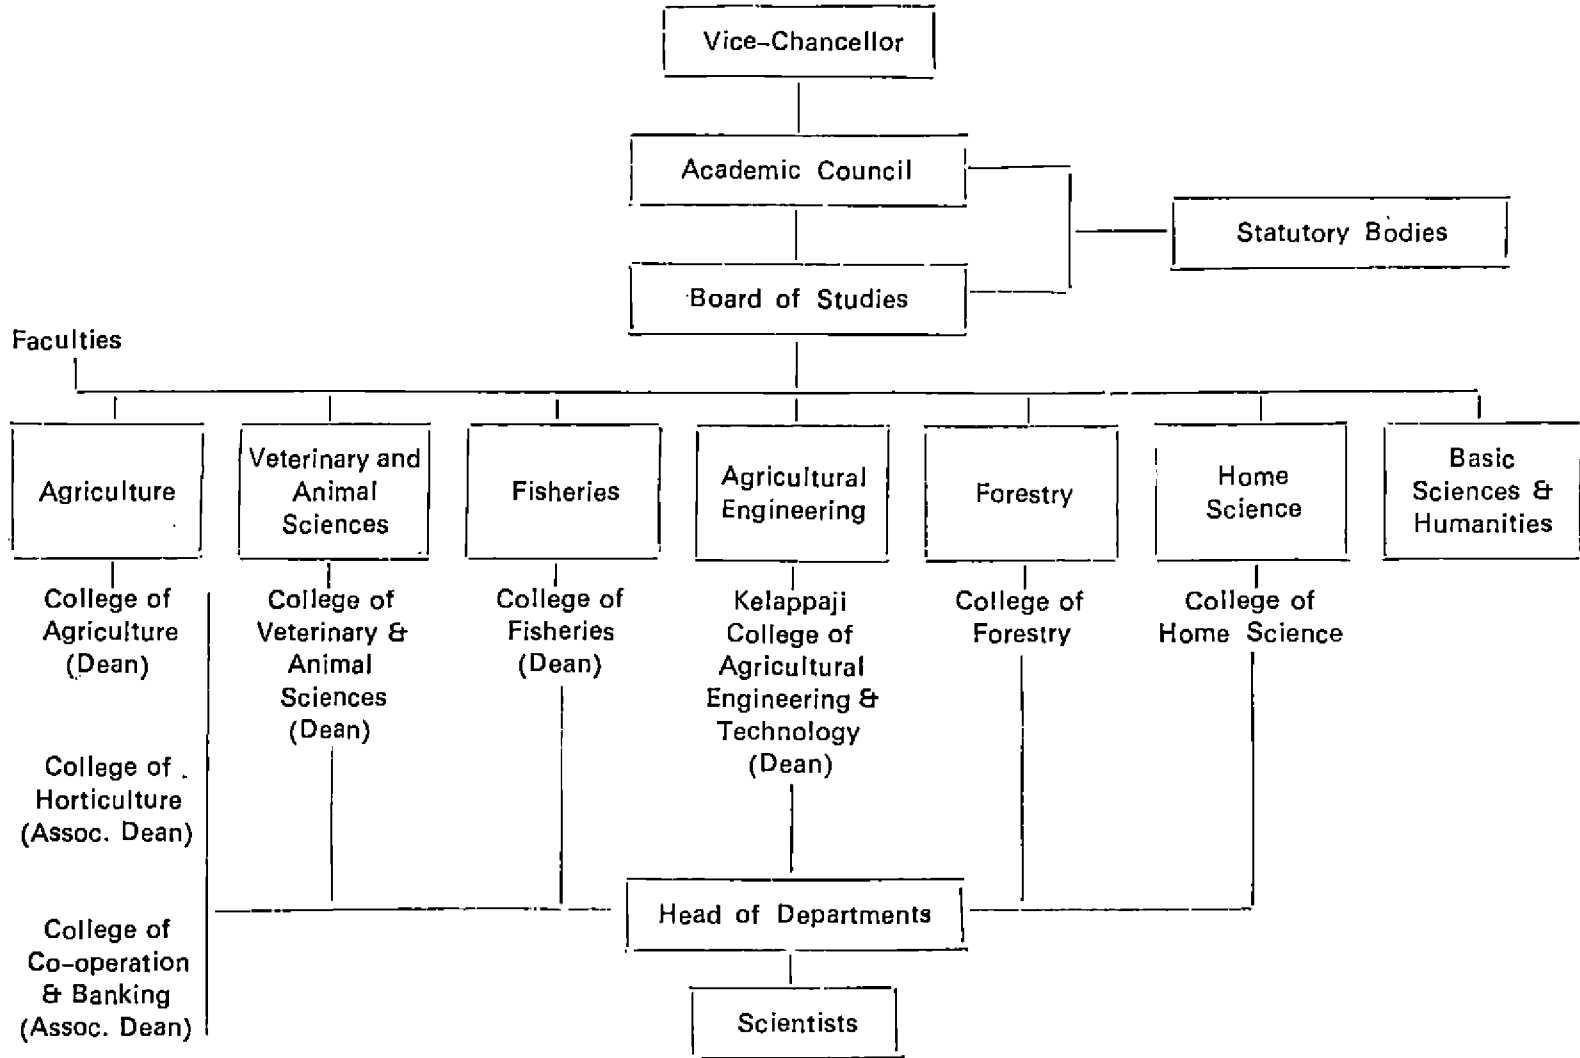 Vice-Chancellor
Academic Council
Statutory Bodies
Board of Studies
Faculties
Agriculture
Veterinary and
Animal
Sciences
Fisheries
Agricultural
Engineering
Forestry
Home
Science
Basic
Sciences &
Humanities
College of
Agriculture
(Dean)
College of
Horticulture
(Assoc. Dean)
College of
Co-operation
& Banking
(Assoc. Dean)
College of
Veterinary &
Animal
Sciences
(Dean)
College of
Fisheries
(Dean)
Kelappaji
College of
Agricultural
Engineering &
Technology
(Dean)
College of
Forestry
College of
Home Science
Head of Departments
Scientists